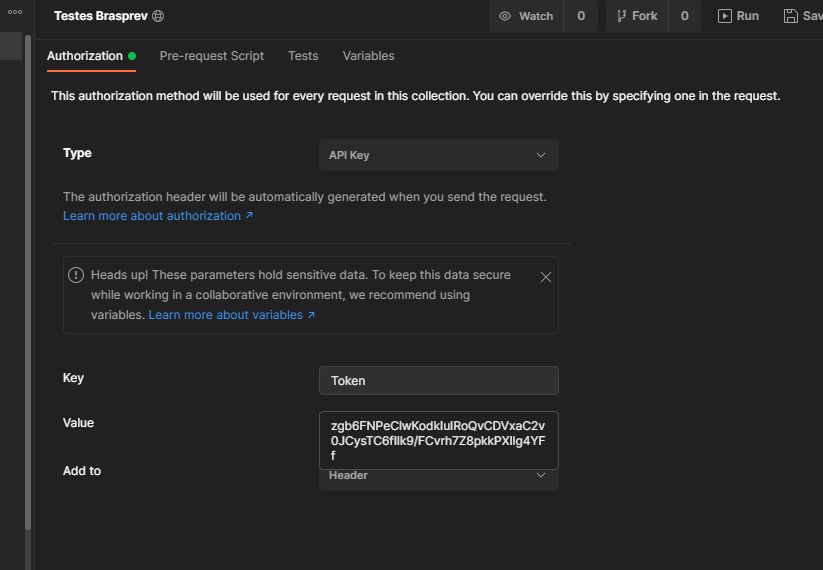 Testes Brasprev
Watch 0 Fork 0 Run Sav
Authorization Pre-request Script Tests Variables
This authorization method will be used for every request in this collection. You can override this by specifying one in the request.
Type API Key
The authorization header will be automatically generated when you send the request.
Learn more about authorization ↗
Heads up! These parameters hold sensitive data. To keep this data secure
while working in a collaborative environment, we recommend using
variables. Learn more about variables ↗
Key Token
Value
Add to Header